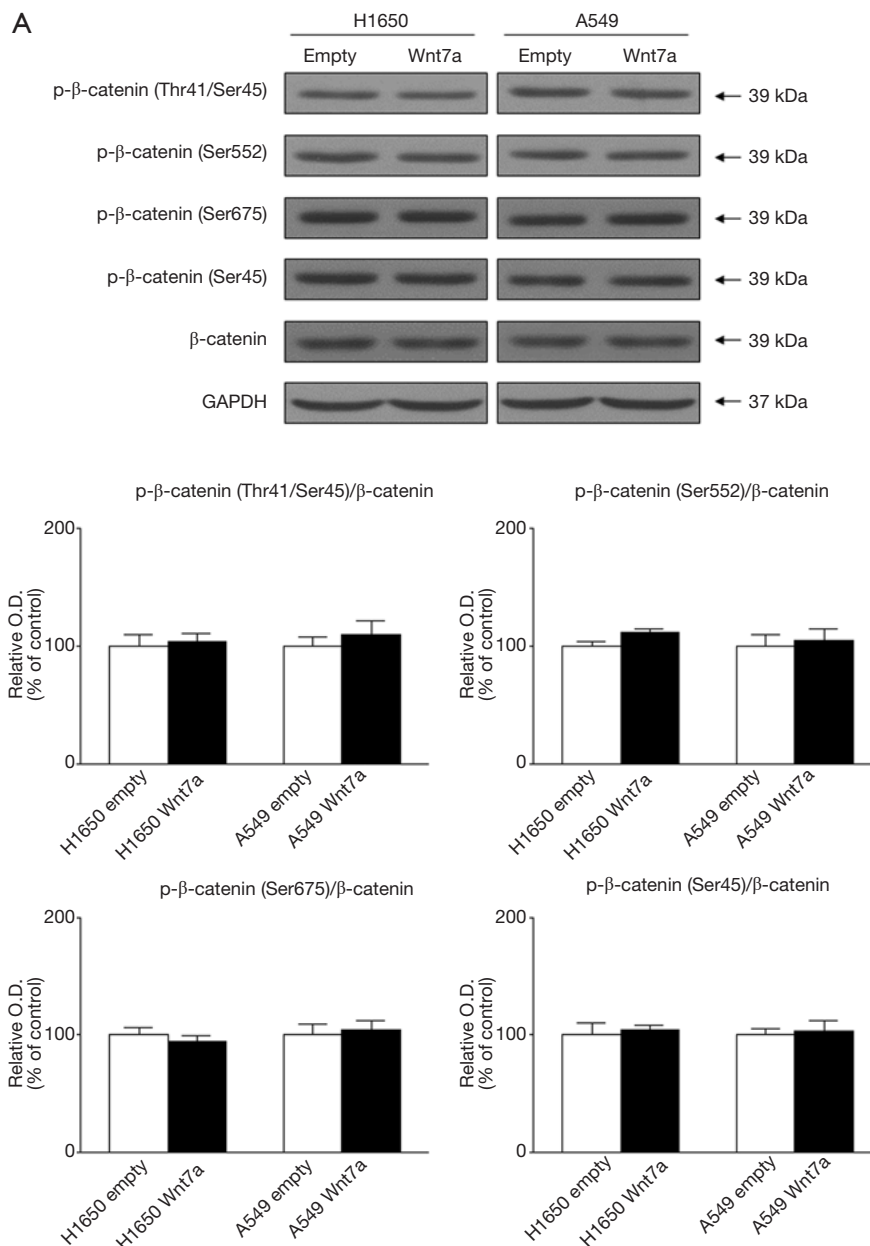 A
H1650 A549
Empty Wnt7a Empty Wnt7a
p-β-catenin (Thr41/Ser45) 39 kDa
p-β-catenin (Ser552) 39 kDa
p-β-catenin (Ser675) 39 kDa
p-β-catenin (Ser45) 39 kDa
β-catenin 39 kDa
GAPDH 37 kDa
p-β-catenin (Thr41/Ser45)/β-catenin
200
100
0
Relative O.D.
(% of control)
H1650 empty
H1650 Wnt7a
A549 empty
A549 Wnt7a
p-β-catenin (Ser552)/β-catenin
200
100
0
Relative O.D.
(% of control)
H1650 empty
H1650 Wnt7a
A549 empty
A549 Wnt7a
p-β-catenin (Ser675)/β-catenin
200
100
0
Relative O.D.
(% of control)
H1650 empty
H1650 Wnt7a
A549 empty
A549 Wnt7a
p-β-catenin (Ser45)/β-catenin
200
100
0
Relative O.D.
(% of control)
H1650 empty
H1650 Wnt7a
A549 empty
A549 Wnt7a